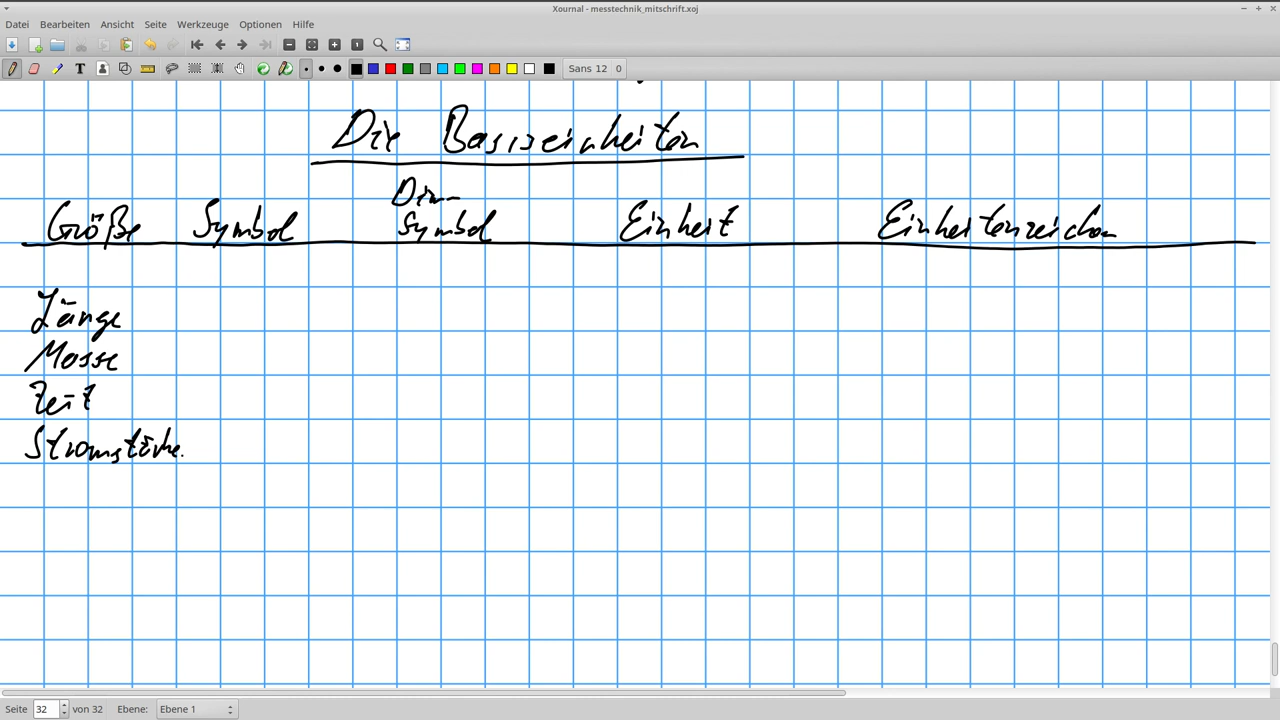 Xournal - messtechnik_mitschrift.xoj
Datei Bearbeiten Ansicht Seite Werkzeuge Optionen Hilfe
Sans 12 0
Die Basiseinheiten
Größe Symbol Dim-Symbol Einheit Einheitenzeichen
Länge
Masse
Zeit
Stromstärke
Seite 32 von 32 Ebene: Ebene 1